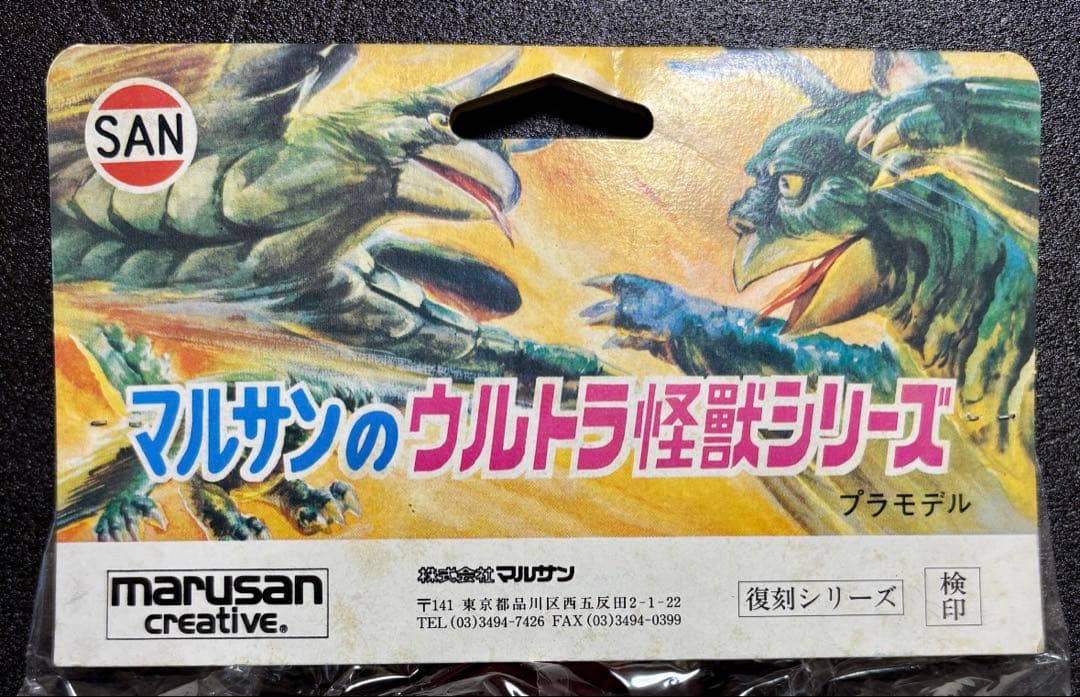 SAN
マルサンのウルトラ怪獣シリーズ
プラモデル
marusan
creative®
株式会社マルサン
〒141 東京都品川区西五反田2-1-22
TEL (03)3494-7426 FAX (03)3494-0399
復刻シリーズ
検印